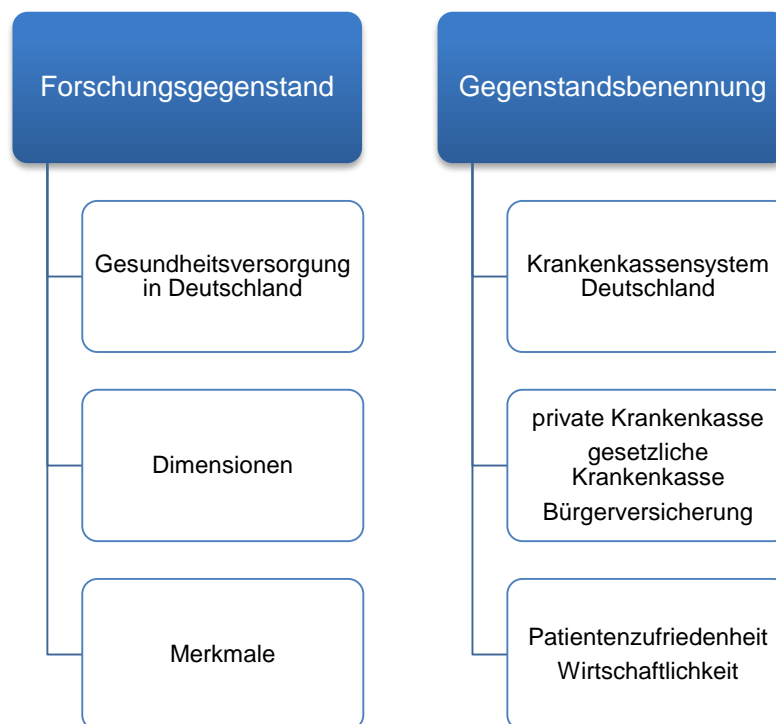 Forschungsgegenstand
Gesundheitsversorgung
in Deutschland
Dimensionen
Merkmale
Gegenstandsbenennung
Krankenkassensystem
Deutschland
private Krankenkasse
gesetzliche
Krankenkasse
Bürgerversicherung
Patientenzufriedenheit
Wirtschaftlichkeit